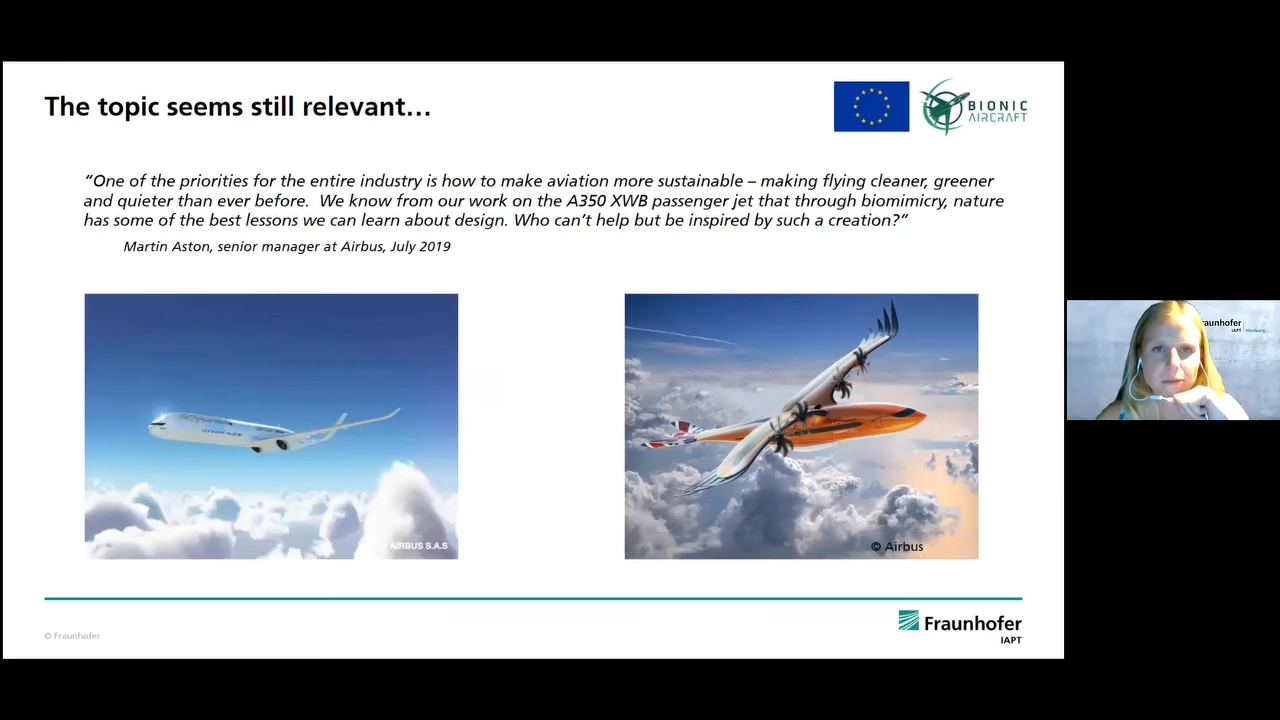 The topic seems still relevant…
BIONIC
AIRCRAFT
“One of the priorities for the entire industry is how to make aviation more sustainable – making flying cleaner, greener
and quieter than ever before. We know from our work on the A350 XWB passenger jet that through biomimicry, nature
has some of the best lessons we can learn about design. Who can’t help but be inspired by such a creation?“
Martin Aston, senior manager at Airbus, July 2019
AIRBUS S.A.S
© Airbus
© Fraunhofer
Fraunhofer
IAPT
raunhofer
IAPT Hamburg